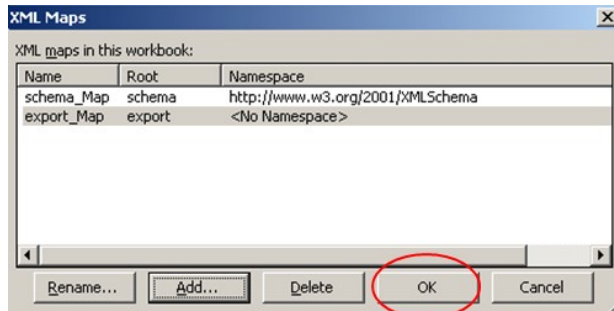 XML Maps
XML maps in this workbook:
Name Root Namespace
schema_Map schema http://www.w3.org/2001/XMLSchema
export_Map export <No Namespace>
Rename... Add... Delete OK Cancel